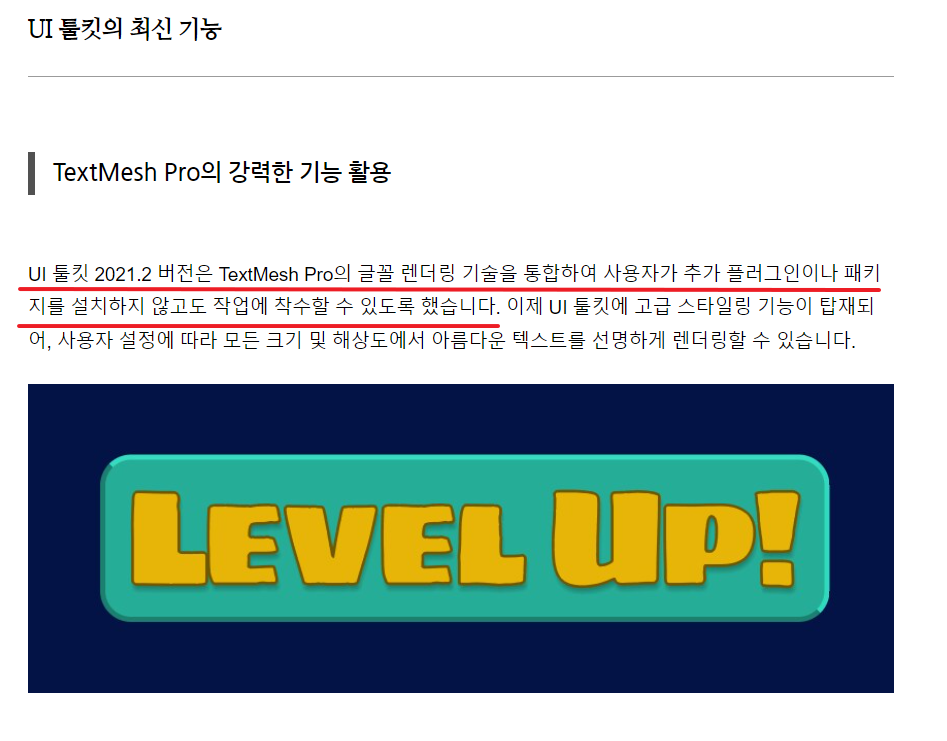 UI 툴킷의 최신 기능
TextMesh Pro의 강력한 기능 활용
UI 툴킷 2021.2 버전은 TextMesh Pro의 글꼴 렌더링 기술을 통합하여 사용자가 추가 플러그인이나 패키
지를 설치하지 않고도 작업에 착수할 수 있도록 했습니다. 이제 UI 툴킷에 고급 스타일링 기능이 탑재되
어, 사용자 설정에 따라 모든 크기 및 해상도에서 아름다운 텍스트를 선명하게 렌더링할 수 있습니다.
LEVEL UP!